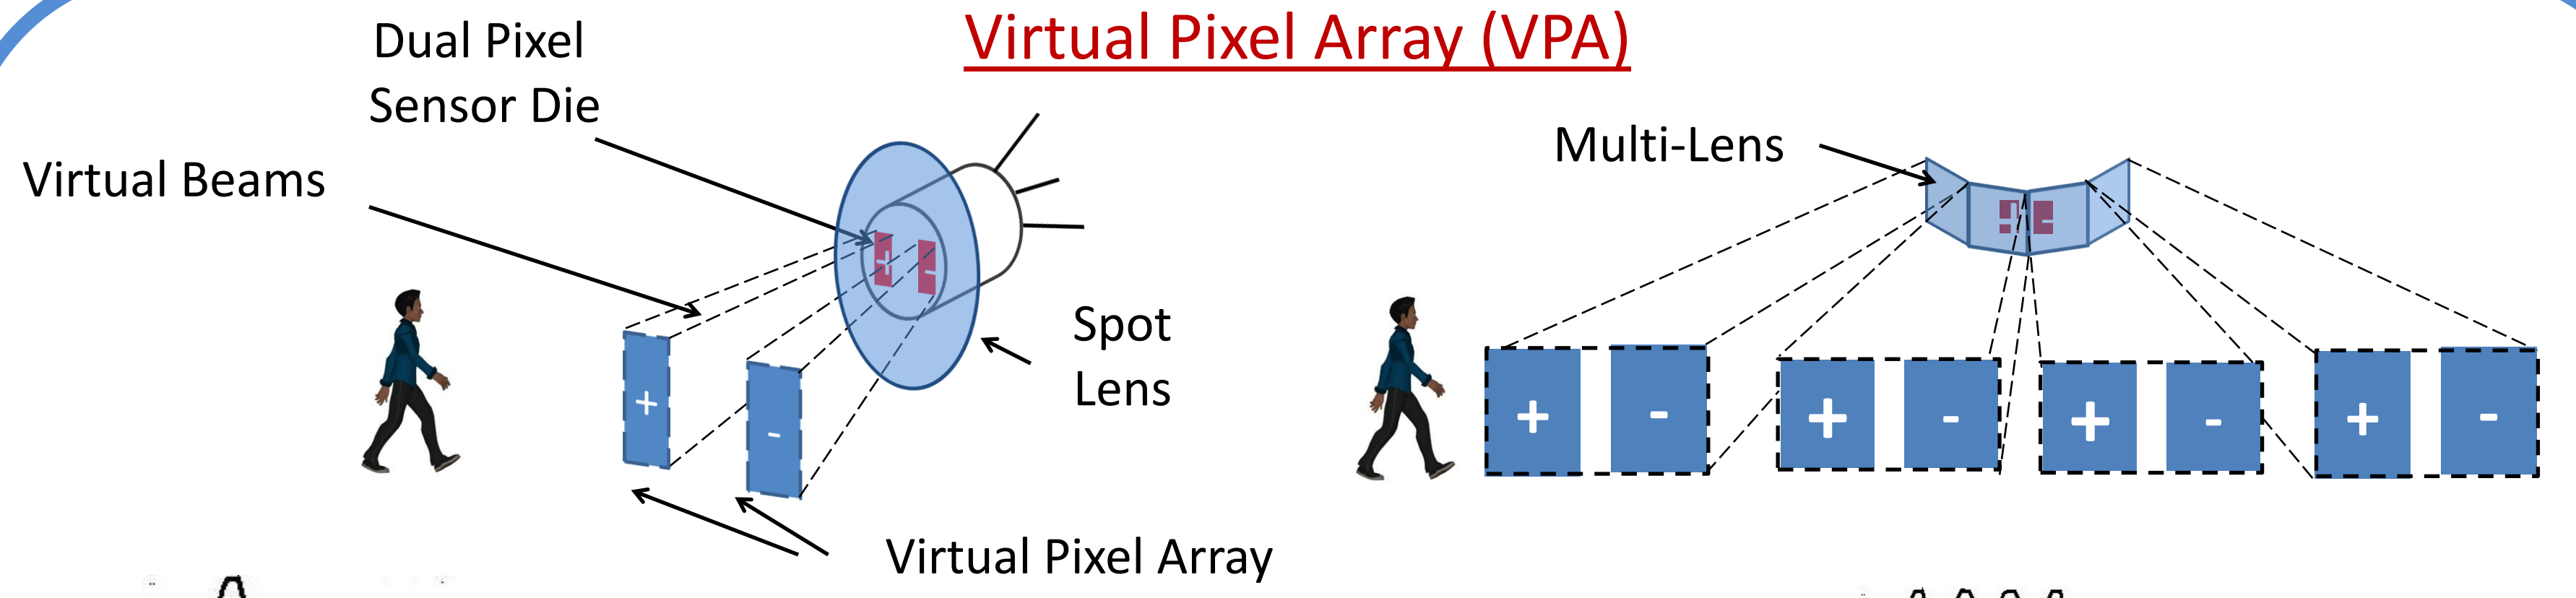 Virtual Pixel Array (VPA)
Dual Pixel
Sensor Die
Virtual Beams
+
-
+
-
Spot
Lens
Virtual Pixel Array
Multi-Lens
-
+
-
+
-
+
-
+
-